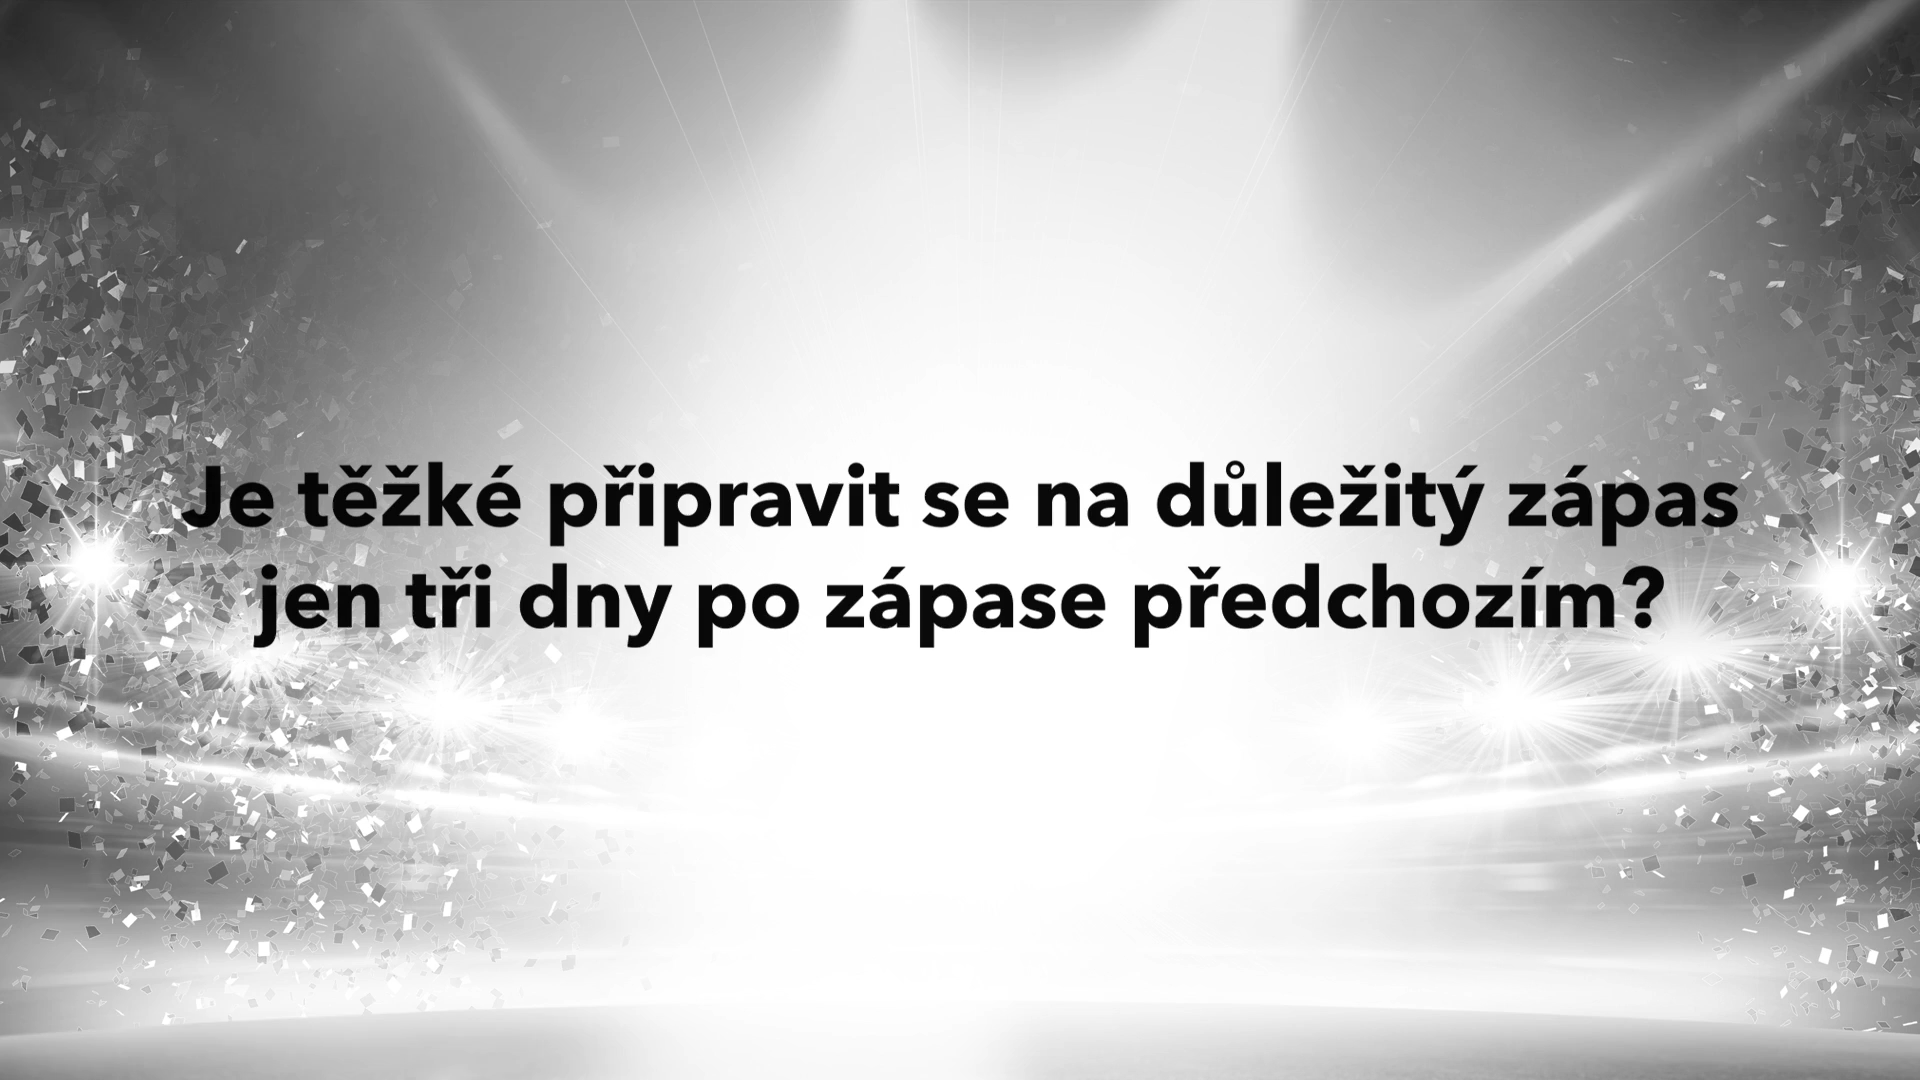 Je těžké připravit se na důležitý zápas
jen tři dny po zápase předchozím?